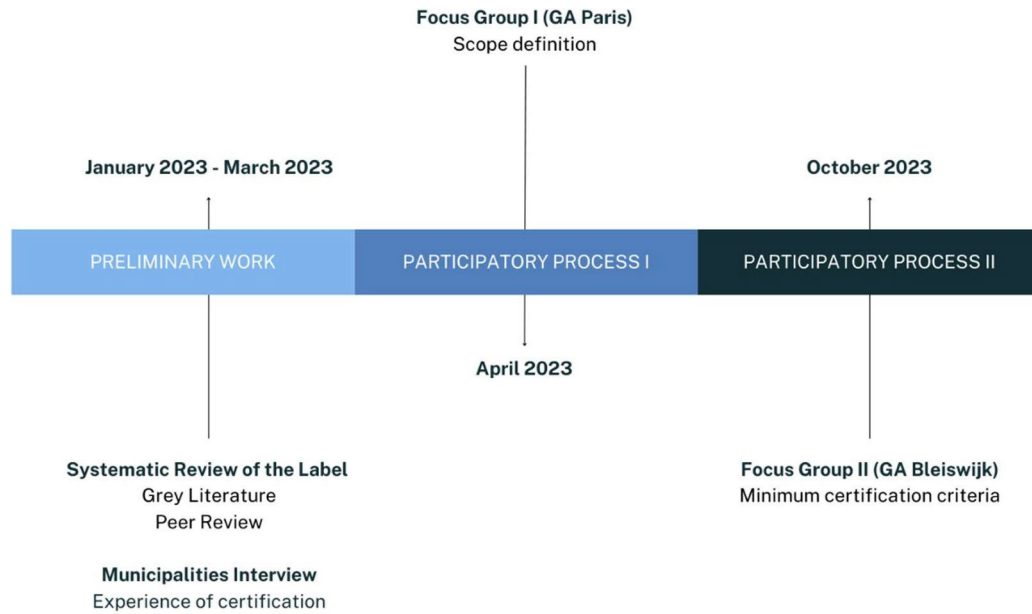 Focus Group I (GA Paris)
Scope definition
January 2023 - March 2023
October 2023
PRELIMINARY WORK
PARTICIPATORY PROCESS I
PARTICIPATORY PROCESS II
April 2023
Systematic Review of the Label
Grey Literature
Peer Review
Focus Group II (GA Bleiswijk)
Minimum certification criteria
Municipalities Interview
Experience of certification